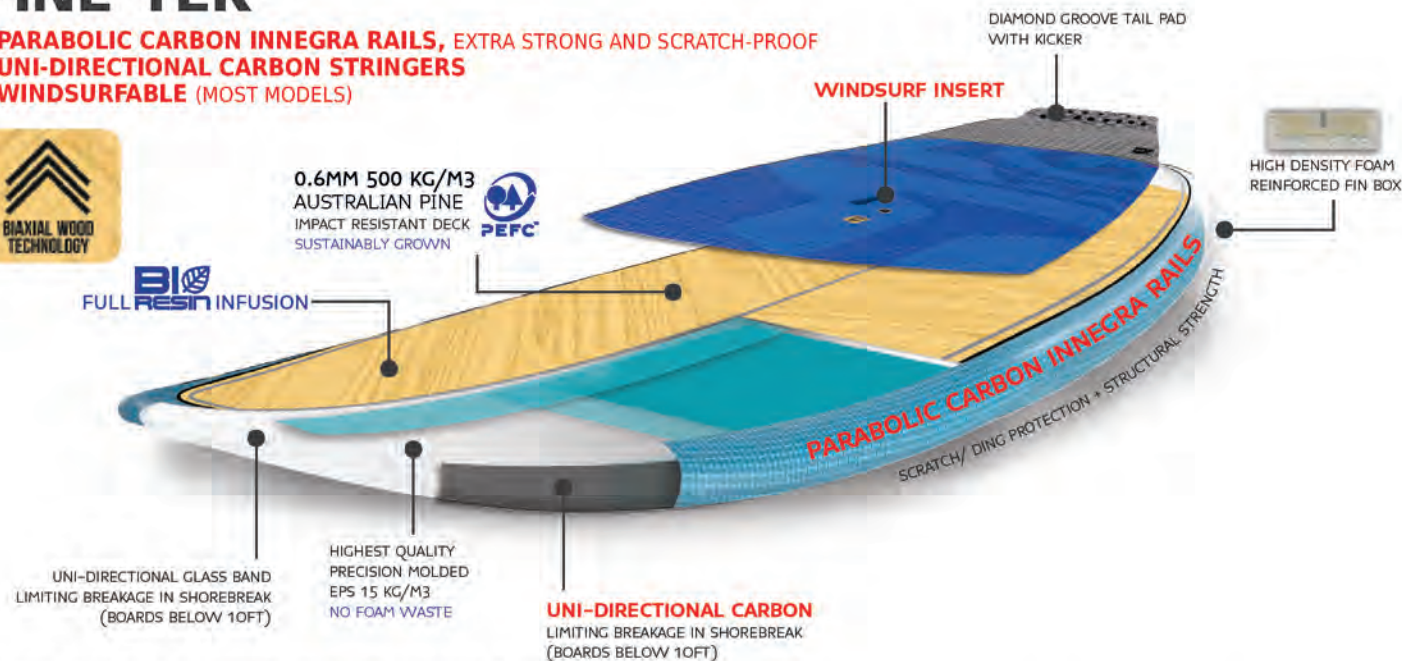 PARABOLIC CARBON INNEGRA RAILS, EXTRA STRONG AND SCRATCH-PROOF
UNI-DIRECTIONAL CARBON STRINGERS
WINDSURFABLE (MOST MODELS)
DIAMOND GROOVE TAIL PAD
WITH KICKER
WINDSURF INSERT
HIGH DENSITY FOAM
REINFORCED FIN BOX
BIAXIAL WOOD
TECHNOLOGY
0.6MM 500 KG/M3
AUSTRALIAN PINE
IMPACT RESISTANT DECK
SUSTAINABLY GROWN
PEFC
FULL BIO RESIN INFUSION
PARABOLIC CARBON INNEGRA RAILS
SCRATCH/ DING PROTECTION + STRUCTURAL STRENGTH
UNI-DIRECTIONAL GLASS BAND
LIMITING BREAKAGE IN SHOREBREAK
(BOARDS BELOW 10FT)
HIGHEST QUALITY
PRECISION MOLDED
EPS 15 KG/M3
NO FOAM WASTE
UNI-DIRECTIONAL CARBON
LIMITING BREAKAGE IN SHOREBREAK
(BOARDS BELOW 10FT)